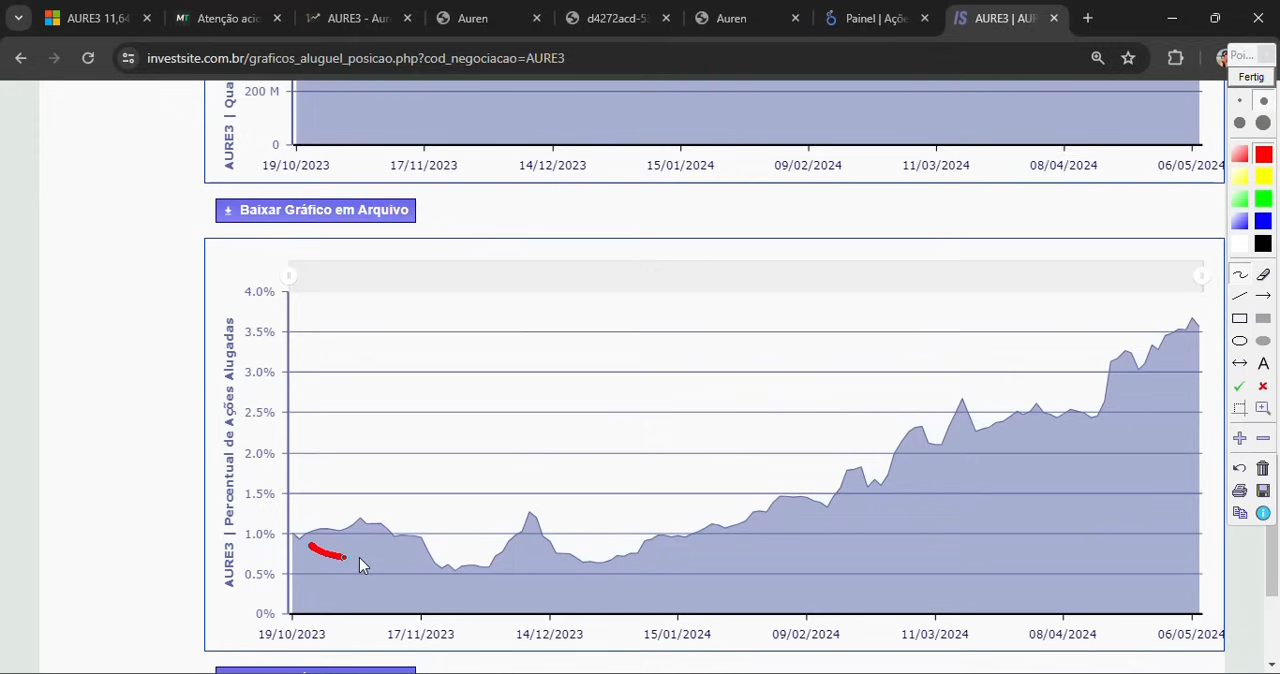 AURE3 11,64
Atenção acio
AURE3 - Aur
Auren
d4272acd-5
Auren
Painel | Açõe
AURE3 | AUR
investsite.com.br/graficos_aluguel_posicao.php?cod_negociacao=AURE3
Poi...
Fertig
AURE3 | Qua
200 M
0
19/10/2023 17/11/2023 14/12/2023 15/01/2024 09/02/2024 11/03/2024 08/04/2024 06/05/2024
Baixar Gráfico em Arquivo
AURE3 | Percentual de Ações Alugadas
4.0%
3.5%
3.0%
2.5%
2.0%
1.5%
1.0%
0.5%
0%
19/10/2023 17/11/2023 14/12/2023 15/01/2024 09/02/2024 11/03/2024 08/04/2024 06/05/2024
A